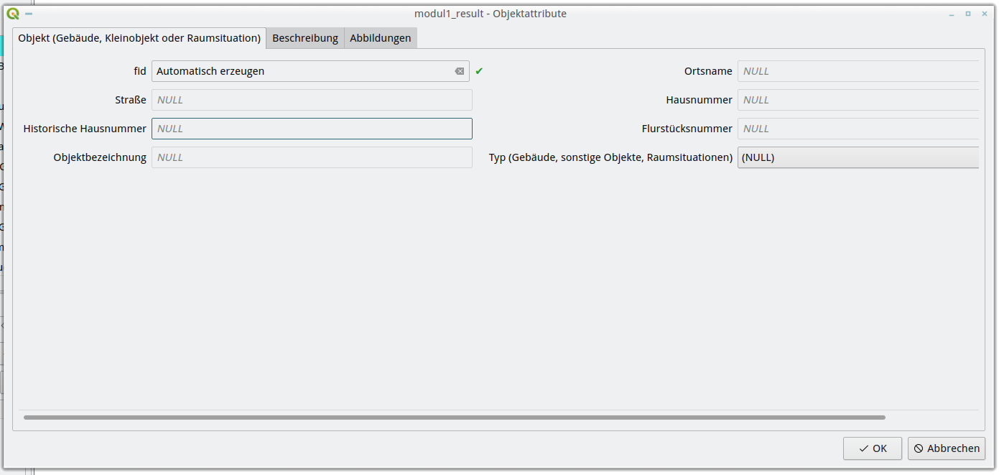 modul1_result - Objektattribute
Objekt (Gebäude, Kleinobjekt oder Raumsituation) Beschreibung Abbildungen
fid Automatisch erzeugen Ortsname NULL
Straße NULL Hausnummer NULL
Historische Hausnummer NULL Flurstücksnummer NULL
Objektbezeichnung NULL Typ (Gebäude, sonstige Objekte, Raumsituationen) (NULL)
OK Abbrechen